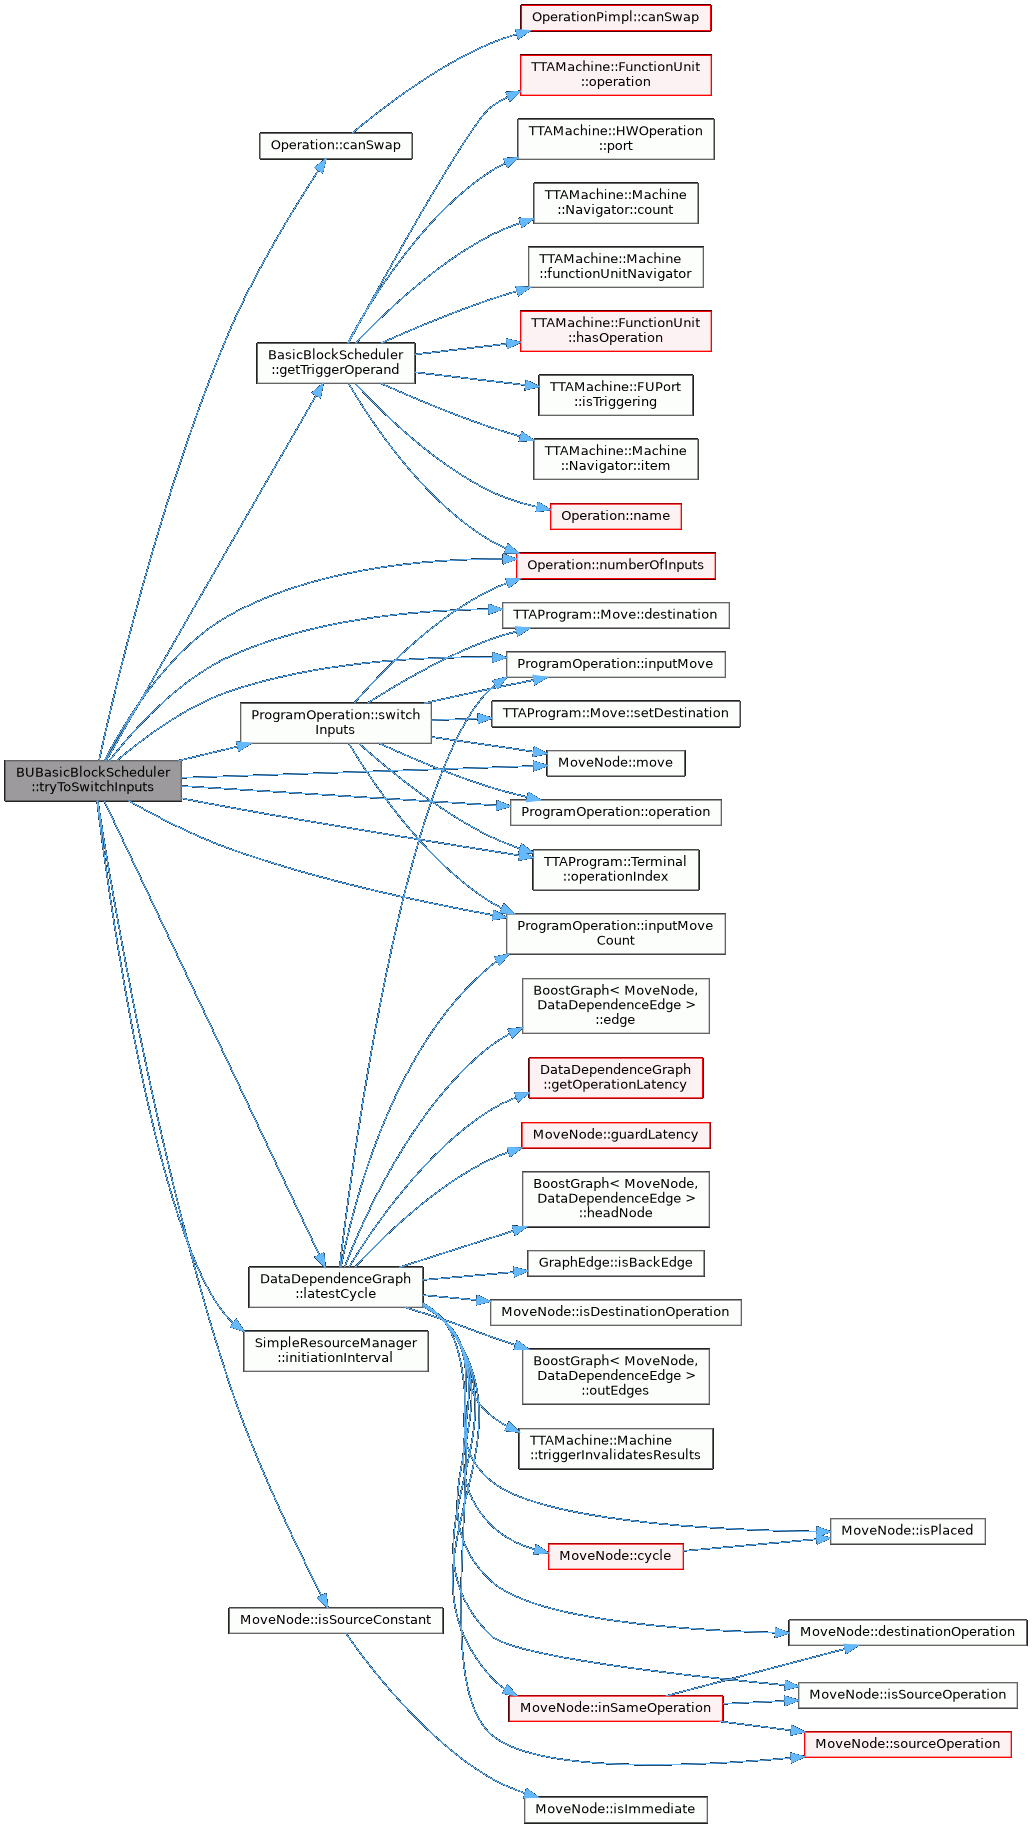 OperationPimpl::canSwap
TTAMachine::FunctionUnit
::operation
TTAMachine::HWOperation
::port
Operation::canSwap
TTAMachine::Machine
::Navigator::count
TTAMachine::Machine
::functionUnitNavigator
TTAMachine::FunctionUnit
::hasOperation
BasicBlockScheduler
::getTriggerOperand
TTAMachine::FUPort
::isTriggering
TTAMachine::Machine
::Navigator::item
Operation::name
Operation::numberOfInputs
TTAProgram::Move::destination
ProgramOperation::inputMove
ProgramOperation::switch
Inputs
TTAProgram::Move::setDestination
MoveNode::move
BUBasicBlockScheduler
::tryToSwitchInputs
ProgramOperation::operation
TTAProgram::Terminal
::operationIndex
ProgramOperation::inputMove
Count
BoostGraph< MoveNode,
DataDependenceEdge >
::edge
DataDependenceGraph
::getOperationLatency
MoveNode::guardLatency
BoostGraph< MoveNode,
DataDependenceEdge >
::headNode
GraphEdge::isBackEdge
DataDependenceGraph
::latestCycle
MoveNode::isDestinationOperation
SimpleResourceManager
::initiationInterval
BoostGraph< MoveNode,
DataDependenceEdge >
::outEdges
TTAMachine::Machine
::triggerInvalidatesResults
MoveNode::isPlaced
MoveNode::cycle
MoveNode::isSourceConstant
MoveNode::destinationOperation
MoveNode::isSourceOperation
MoveNode::inSameOperation
MoveNode::sourceOperation
MoveNode::isImmediate